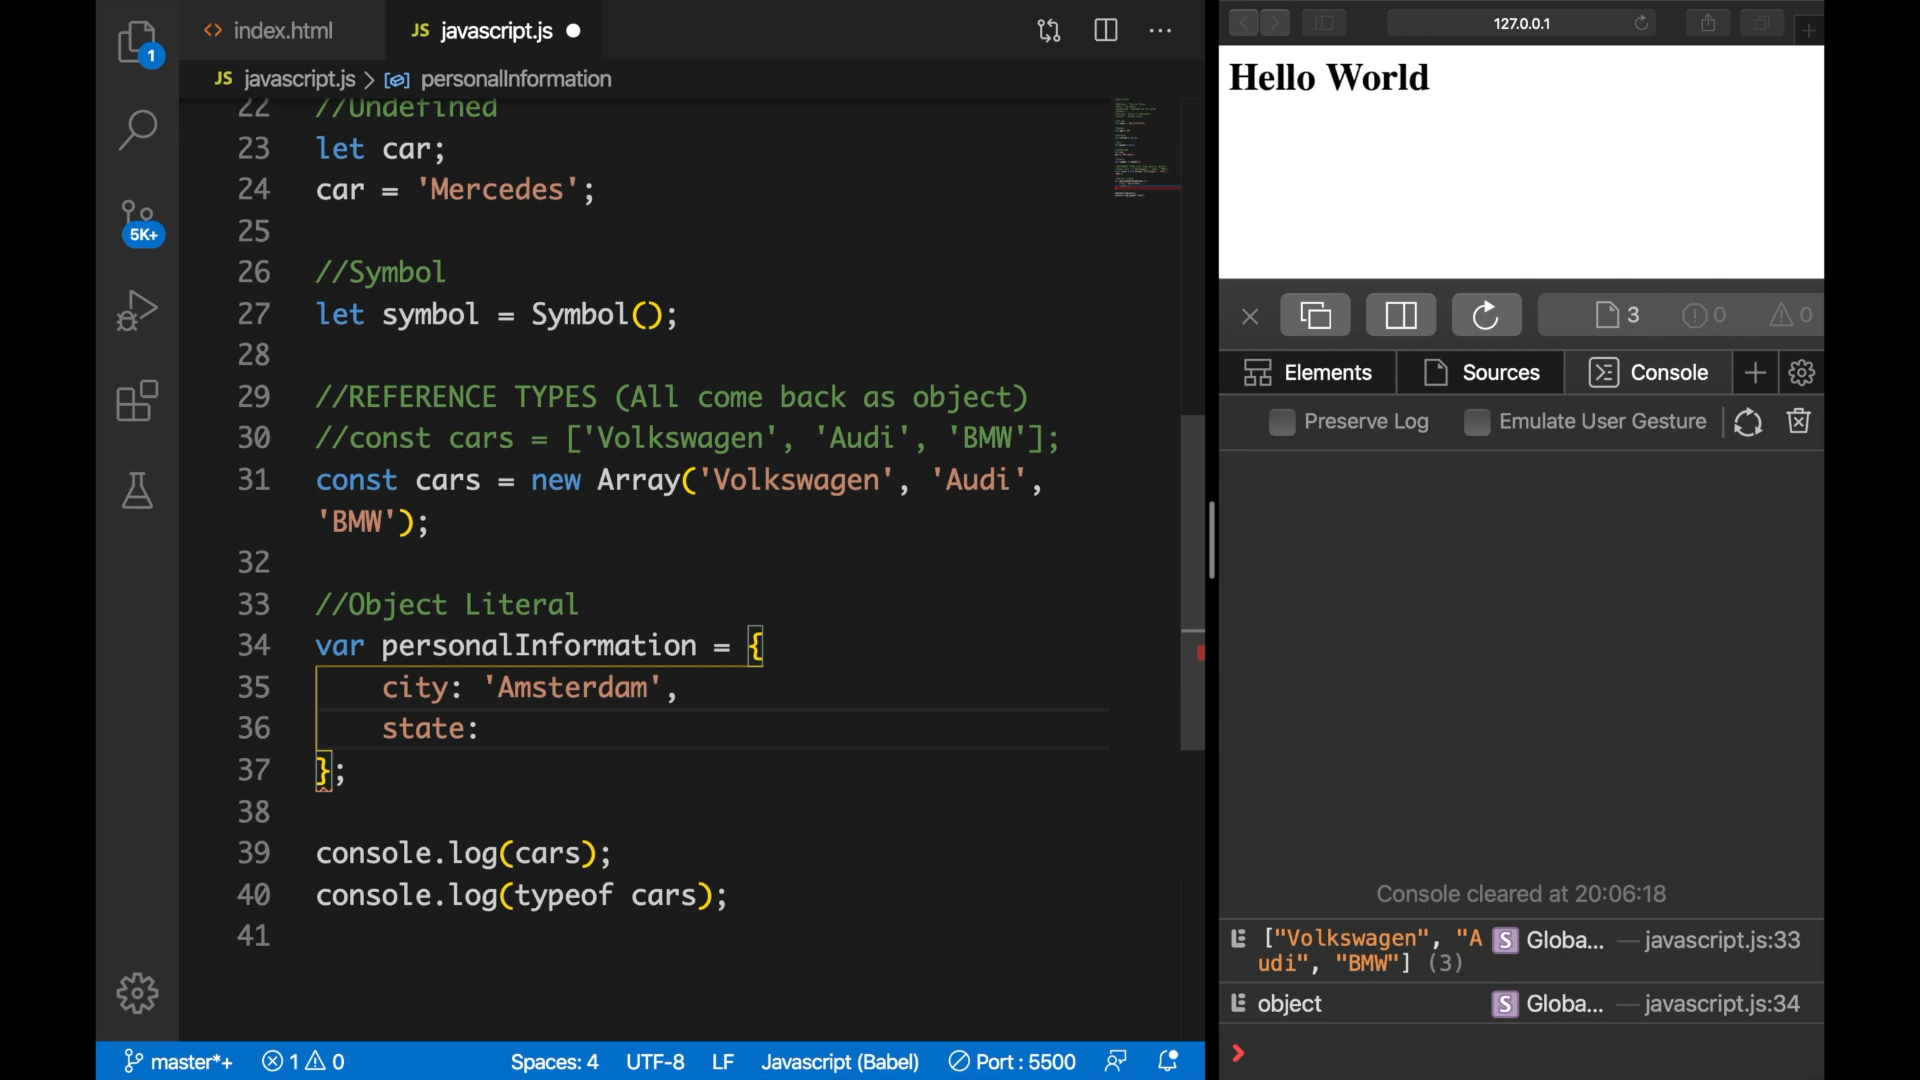 index.html
JS javascript.js
127.0.0.1
1
JS javascript.js > personalInformation
Hello World
22 //Undefined
23 let car;
24 car = 'Mercedes';
5K+
25
26 //Symbol
27 let symbol = Symbol();
28
29 //REFERENCE TYPES (All come back as object)
30 //const cars = ['Volkswagen', 'Audi', 'BMW'];
31 const cars = new Array('Volkswagen', 'Audi',
'BMW');
32
33 //Object Literal
34 var personalInformation = {
35 city: 'Amsterdam',
36 state:
37 };
38
39 console.log(cars);
40 console.log(typeof cars);
41
3 0 0
Elements Sources Console
Preserve Log Emulate User Gesture
Console cleared at 20:06:18
["Volkswagen", "A S Globa... — javascript.js:33
udi", "BMW"] (3)
object S Globa... — javascript.js:34
master*+ 1 0 Spaces: 4 UTF-8 LF Javascript (Babel) Port : 5500